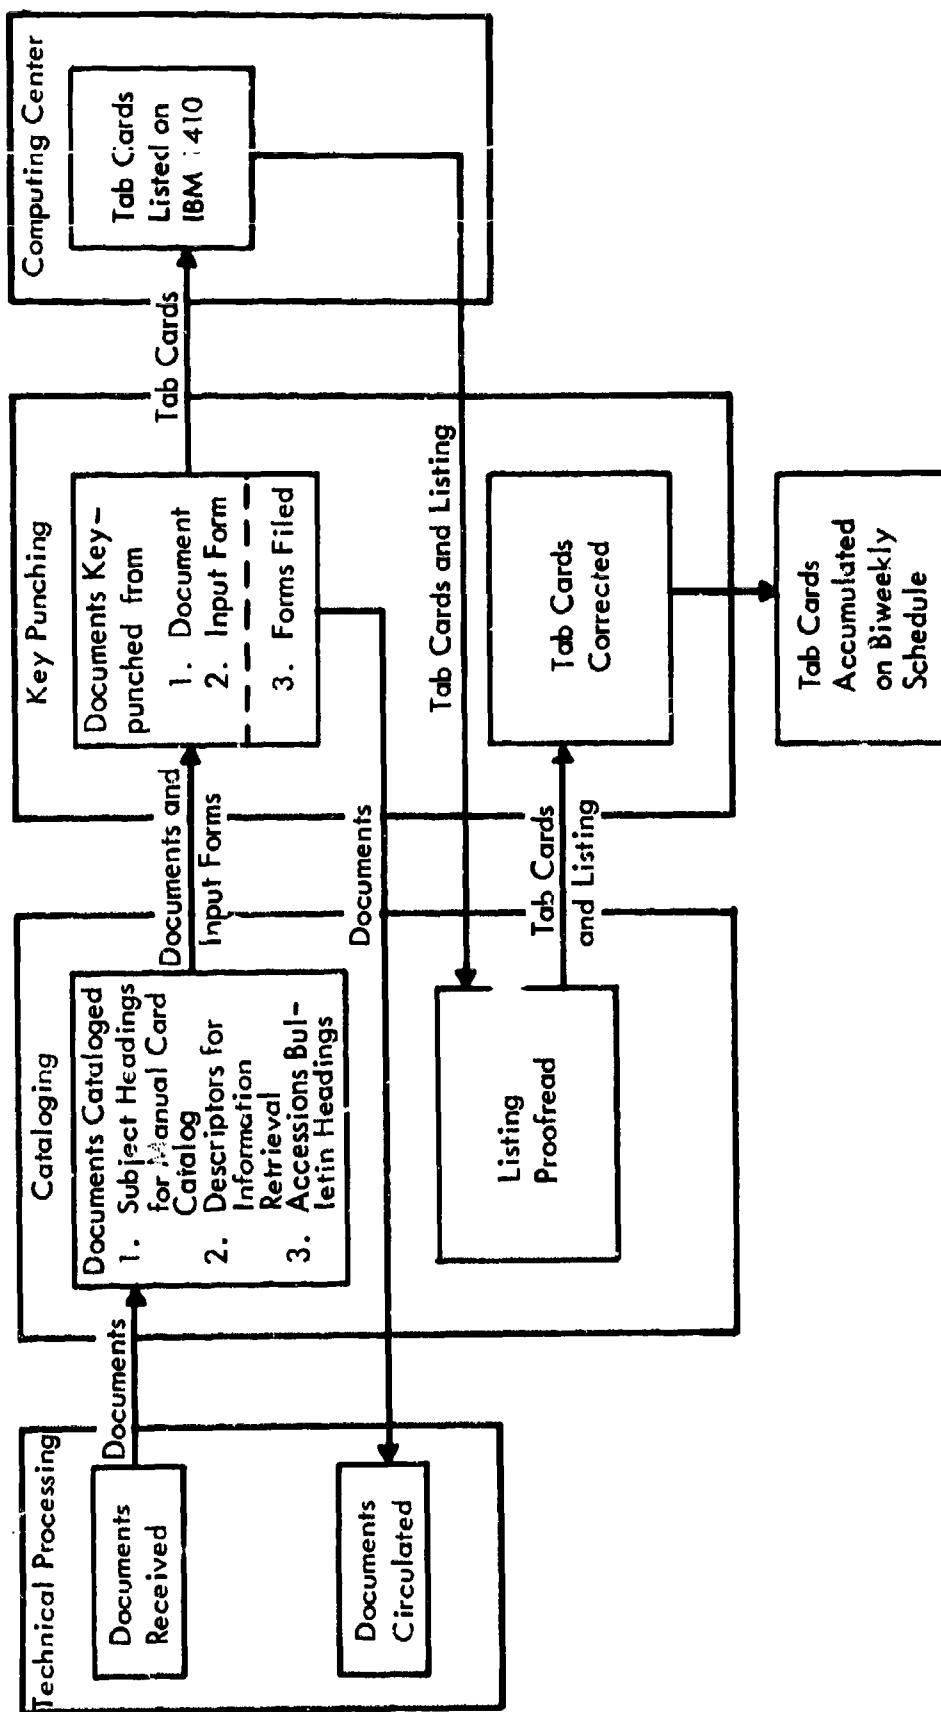 Technical Processing
Documents
Received
Documents
Circulated
Documents
Cataloging
Documents Cataloged
1. Subject Headings
for Manual Card
Catalog
2. Descriptors for
Information
Retrieval
3. Accessions Bul-
letin Headings
Listing
Proofread
Documents and
Input Forms
Documents
Tab Cards
and Listing
Key Punching
Documents Key-
punched from
1. Document
2. Input Form
3. Forms Filed
Tab Cards
Corrected
Tab Cards
Accumulated
on Biweekly
Schedule
Tab Cards
Tab Cards and Listing
Computing Center
Tab Cards
Listed on
IBM 410